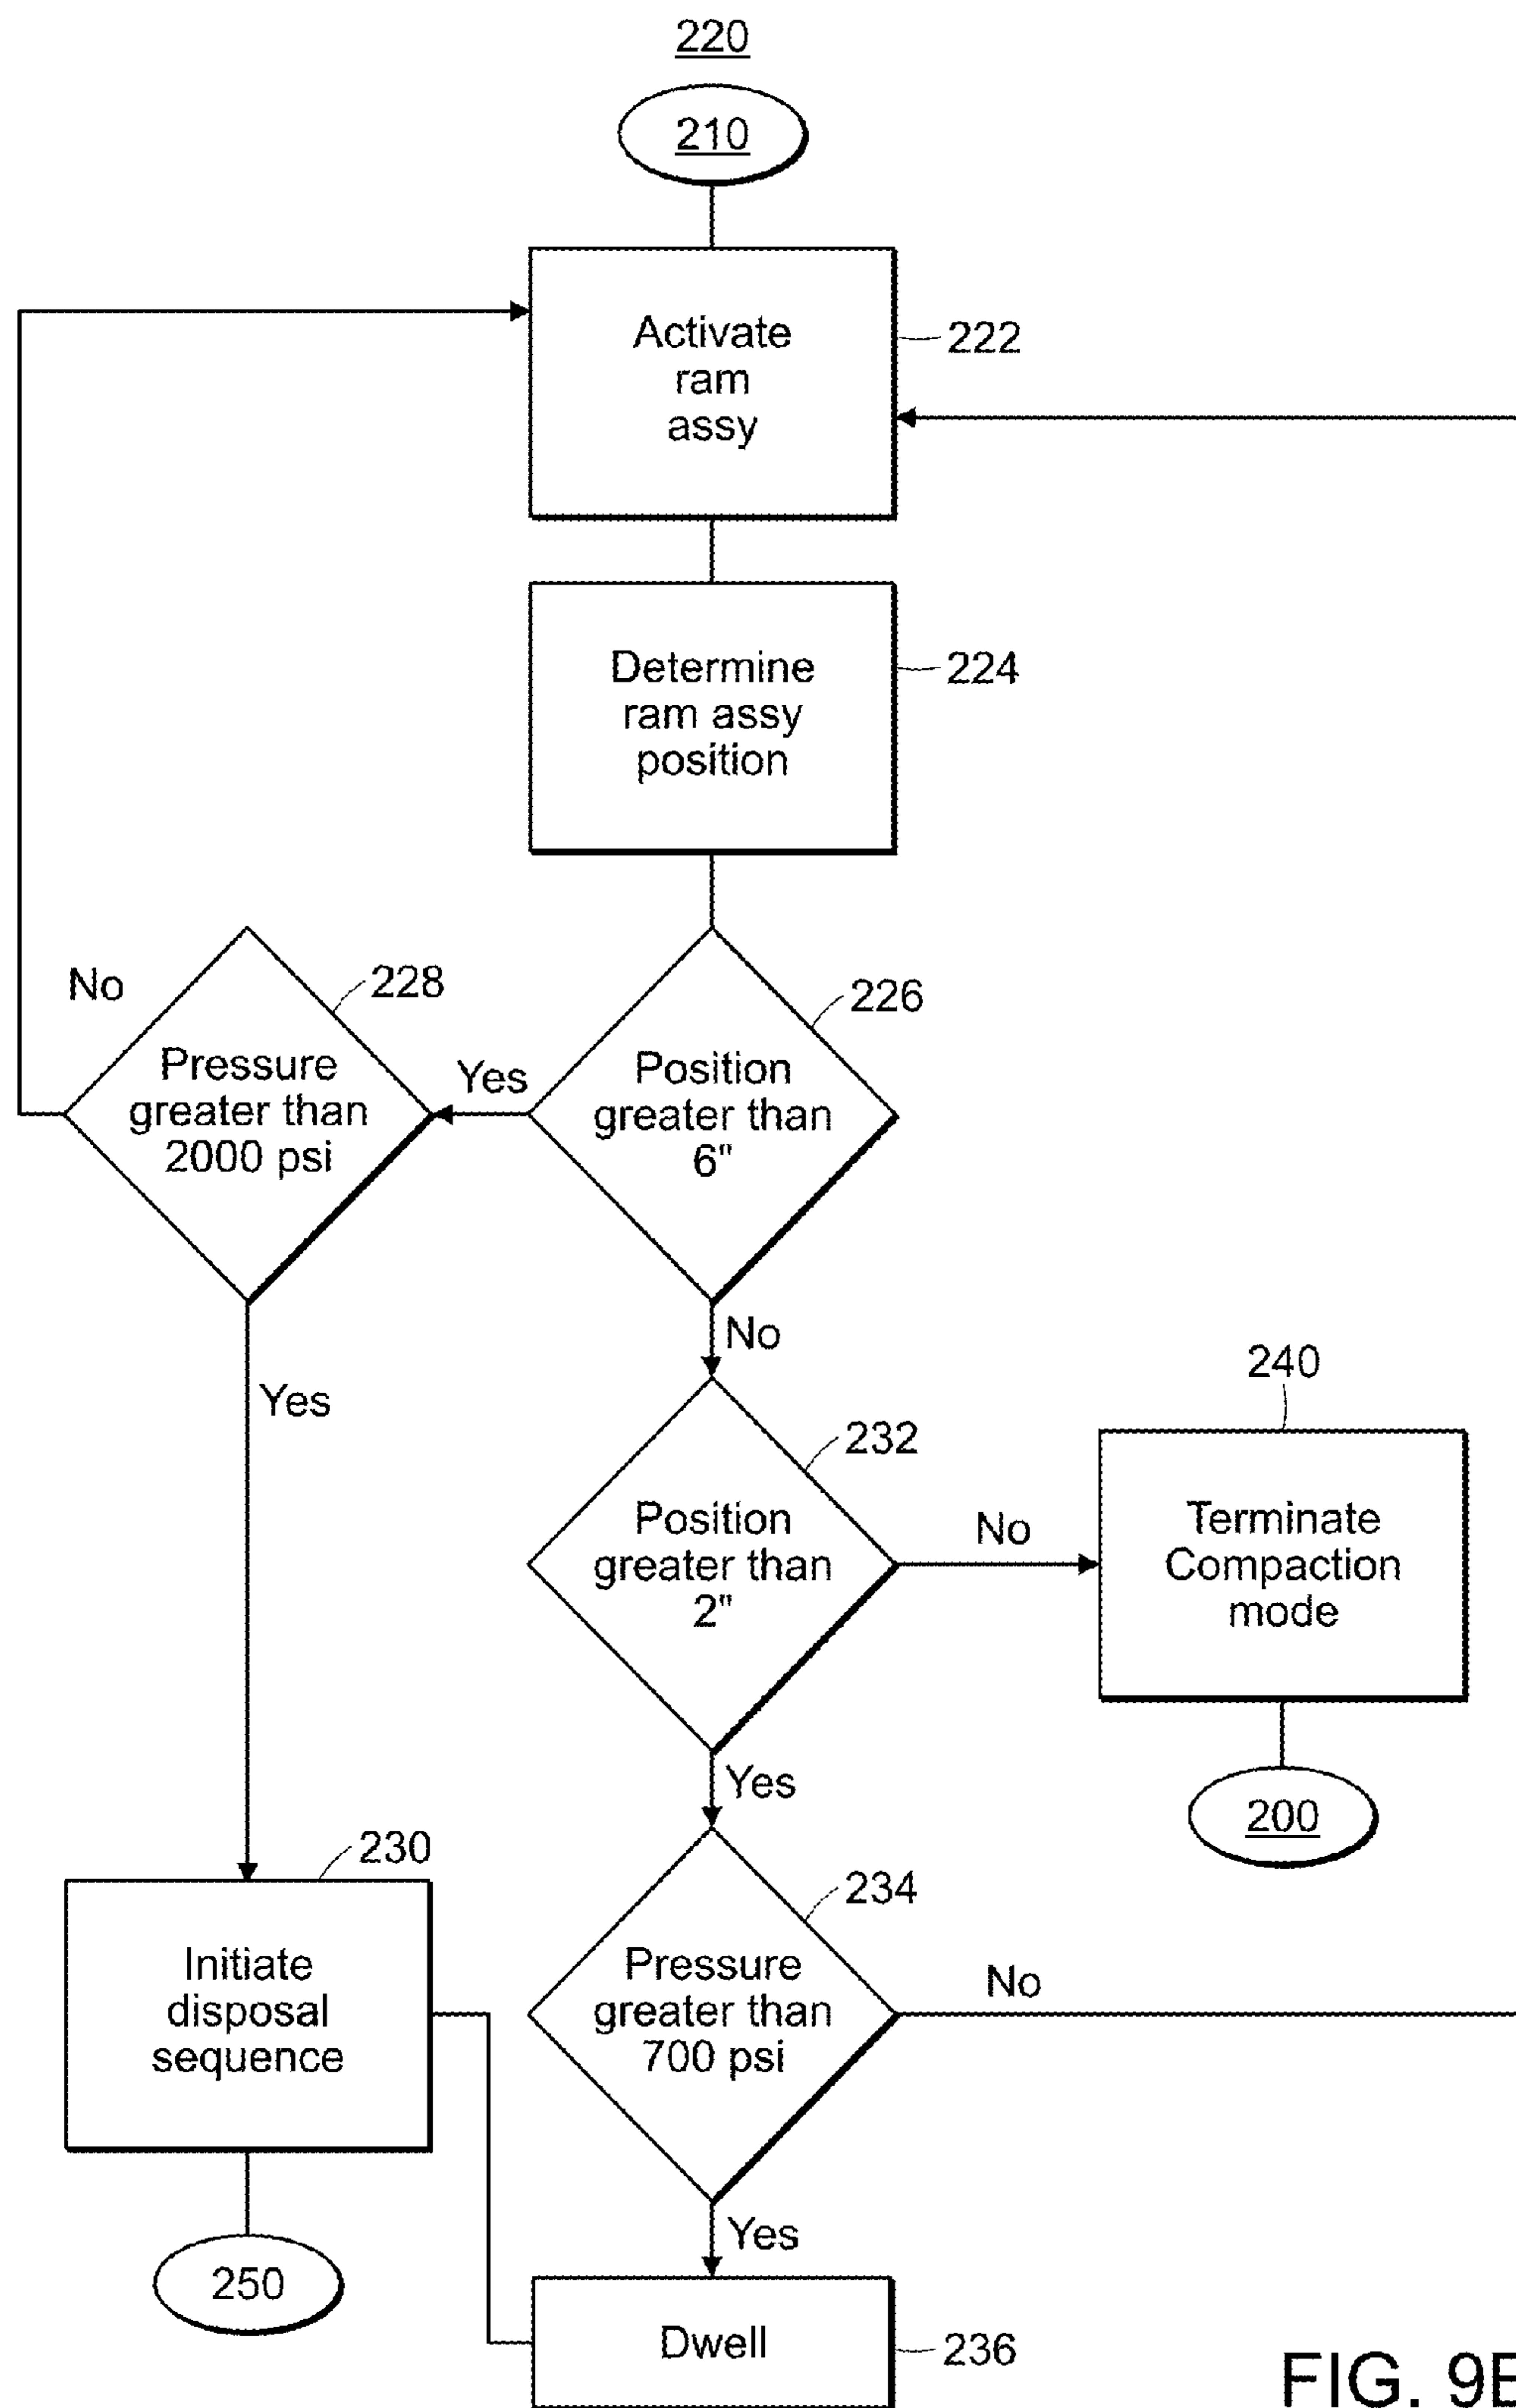 220
210
Activate
ram
assy
222
Determine
ram assy
position
224
No
228
Pressure
greater than
2000 psi
Yes
226
Position
greater than
6"
Yes
No
232
Position
greater than
2"
No
240
Terminate
Compaction
mode
200
Yes
230
Initiate
disposal
sequence
250
234
Pressure
greater than
700 psi
No
Yes
Dwell
236
FIG. 9B